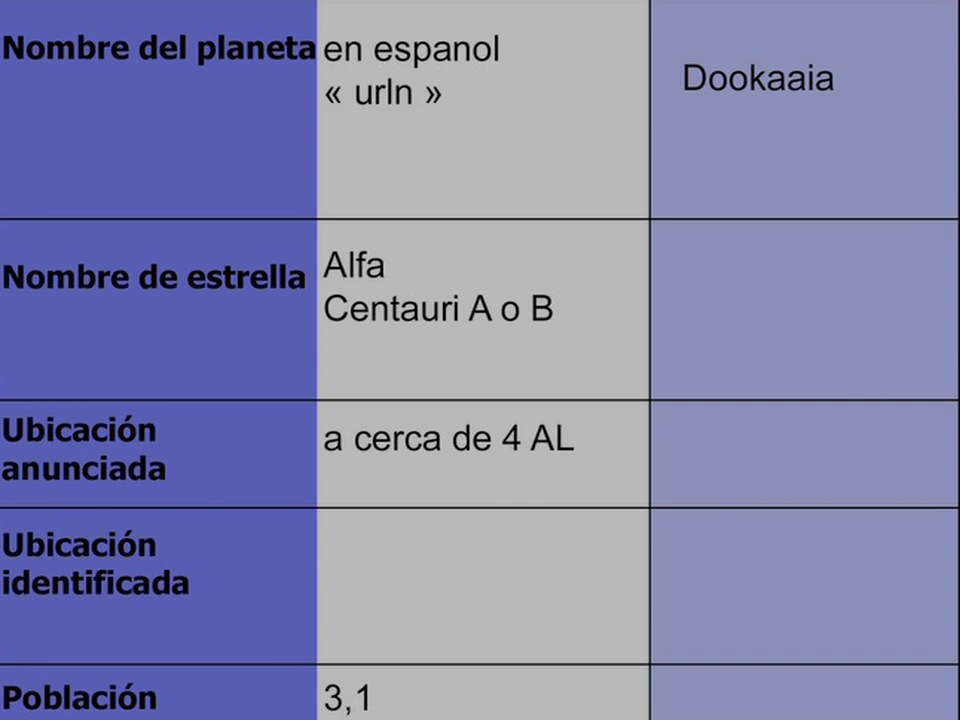 Nombre del planeta
en espanol
« urln »
Dookaaia
Nombre de estrella
Alfa
Centauri A o B
Ubicación
anunciada
a cerca de 4 AL
Ubicación
identificada
Población
3,1